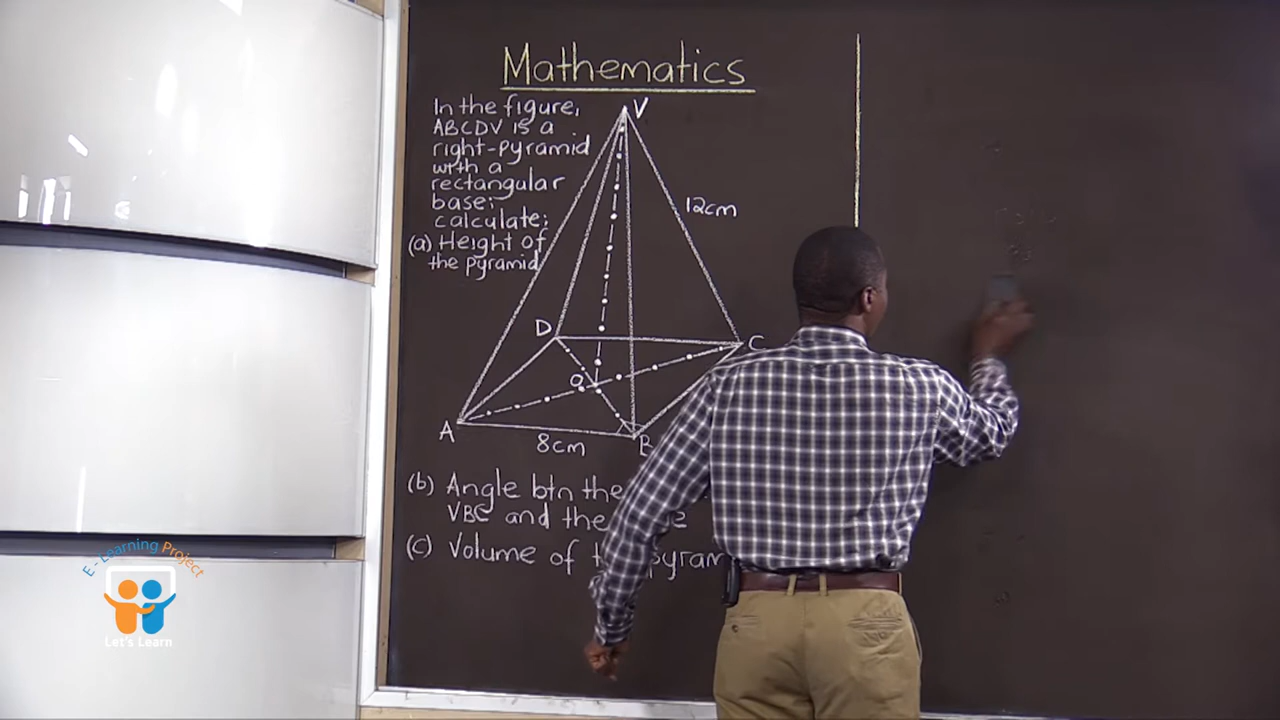 Mathematics
In the figure,
ABCDV is a
right-pyramid
with a
rectangular
base;
calculate;
(a) Height of
the pyramid
V
12cm
D
C
O
A
B
8cm
(b) Angle btn the
VBC and the
(c) Volume of
E-Learning Project
Let's Learn